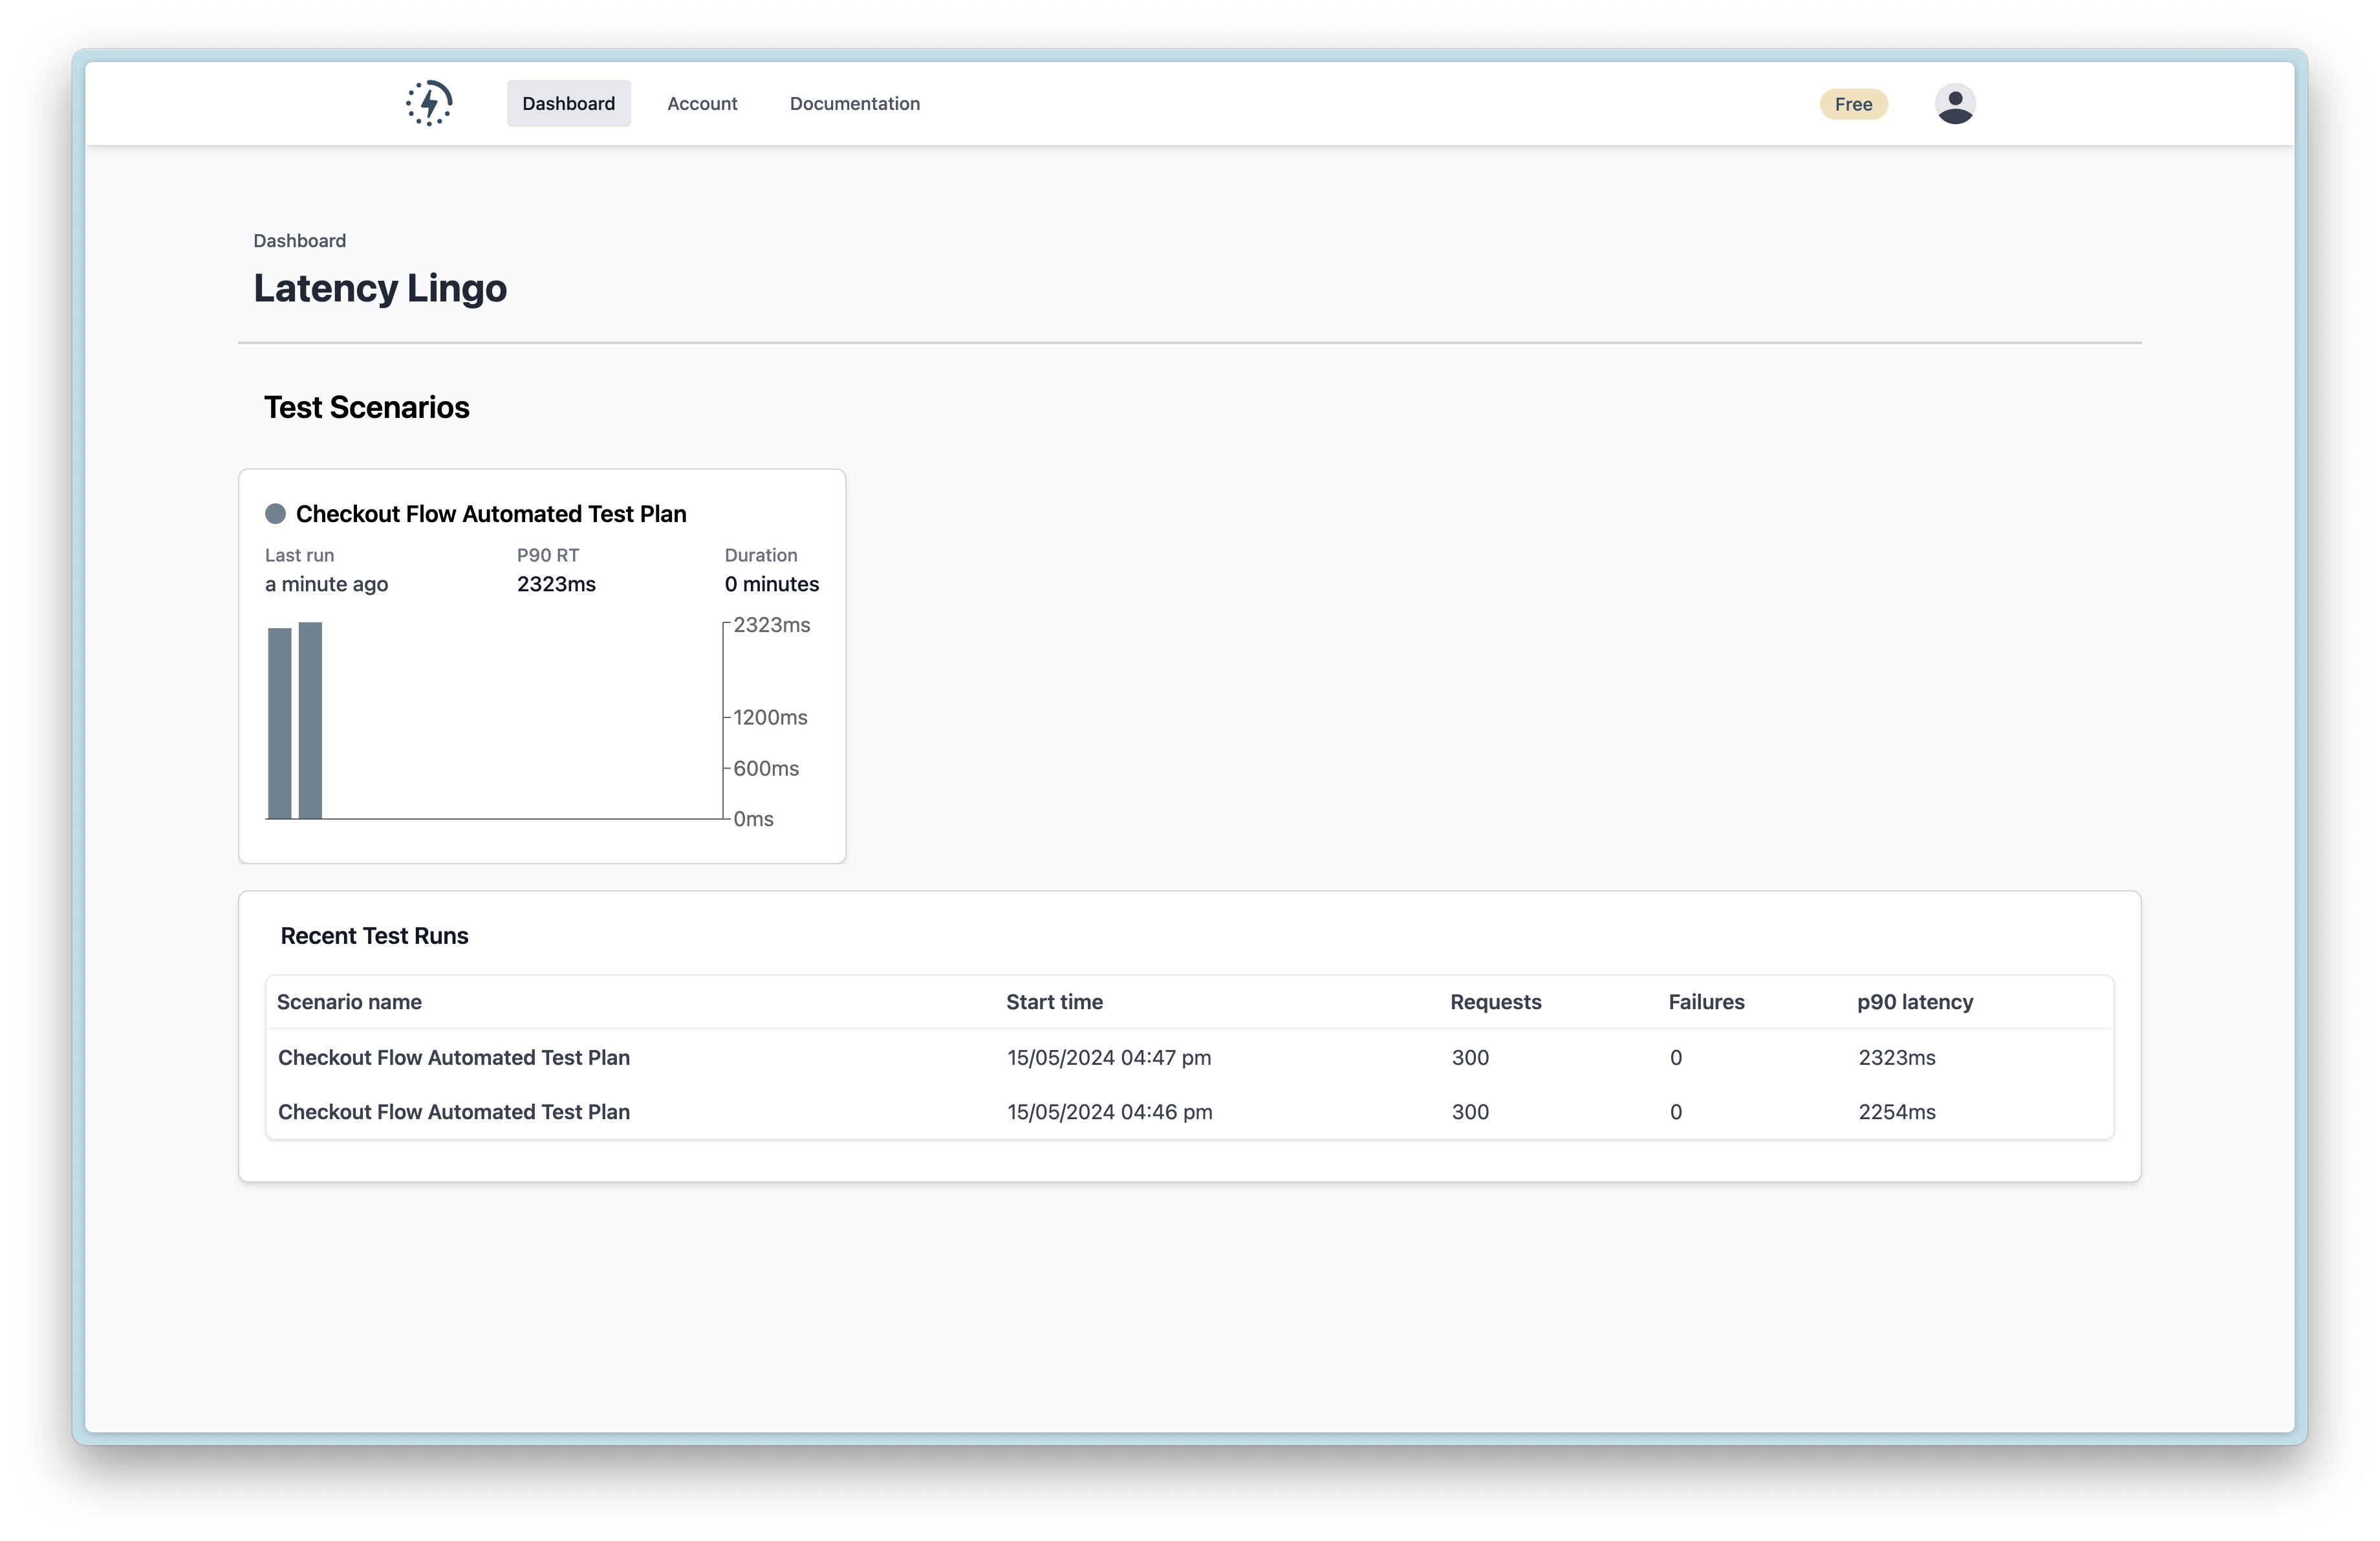 Dashboard Account Documentation Free
Dashboard
Latency Lingo
Test Scenarios
Checkout Flow Automated Test Plan
Last run P90 RT Duration
a minute ago 2323ms 0 minutes
2323ms
1200ms
600ms
0ms
Recent Test Runs
Scenario name Start time Requests Failures p90 latency
Checkout Flow Automated Test Plan 15/05/2024 04:47 pm 300 0 2323ms
Checkout Flow Automated Test Plan 15/05/2024 04:46 pm 300 0 2254ms